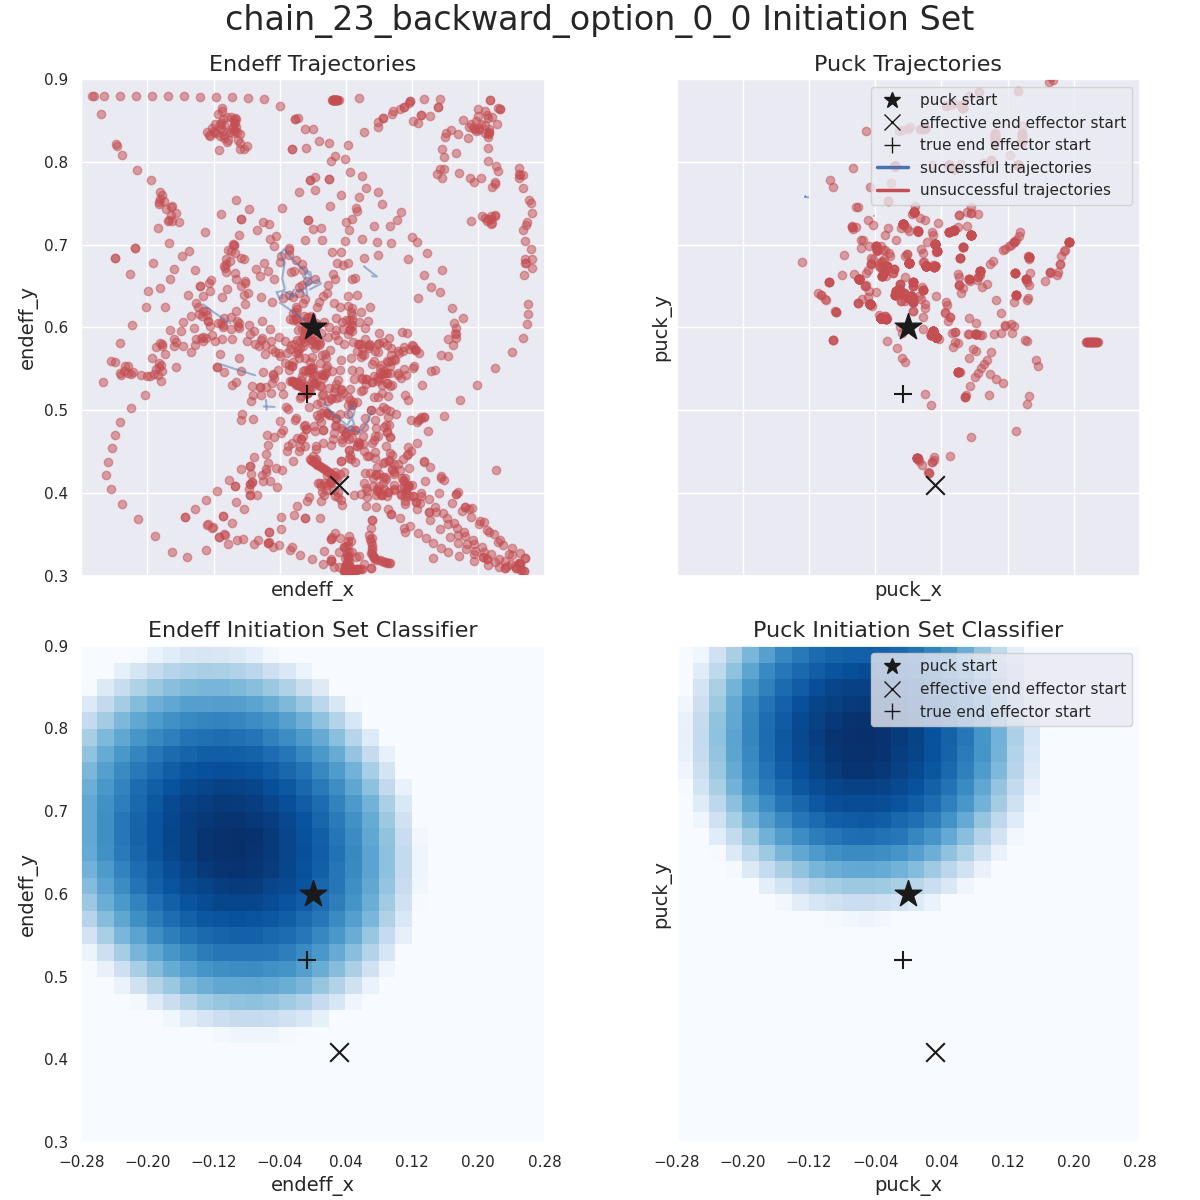 chain_23_backward_option_0_0 Initiation Set
Endeff Trajectories
0.9
0.8
0.7
0.6
0.5
0.4
0.3
endeff_y
endeff_x
Puck Trajectories
puck start
effective end effector start
true end effector start
successful trajectories
unsuccessful trajectories
puck_y
puck_x
Endeff Initiation Set Classifier
0.9
0.8
0.7
0.6
0.5
0.4
0.3
endeff_y
−0.28 −0.20 −0.12 −0.04 0.04 0.12 0.20 0.28
endeff_x
Puck Initiation Set Classifier
puck start
effective end effector start
true end effector start
puck_y
−0.28 −0.20 −0.12 −0.04 0.04 0.12 0.20 0.28
puck_x